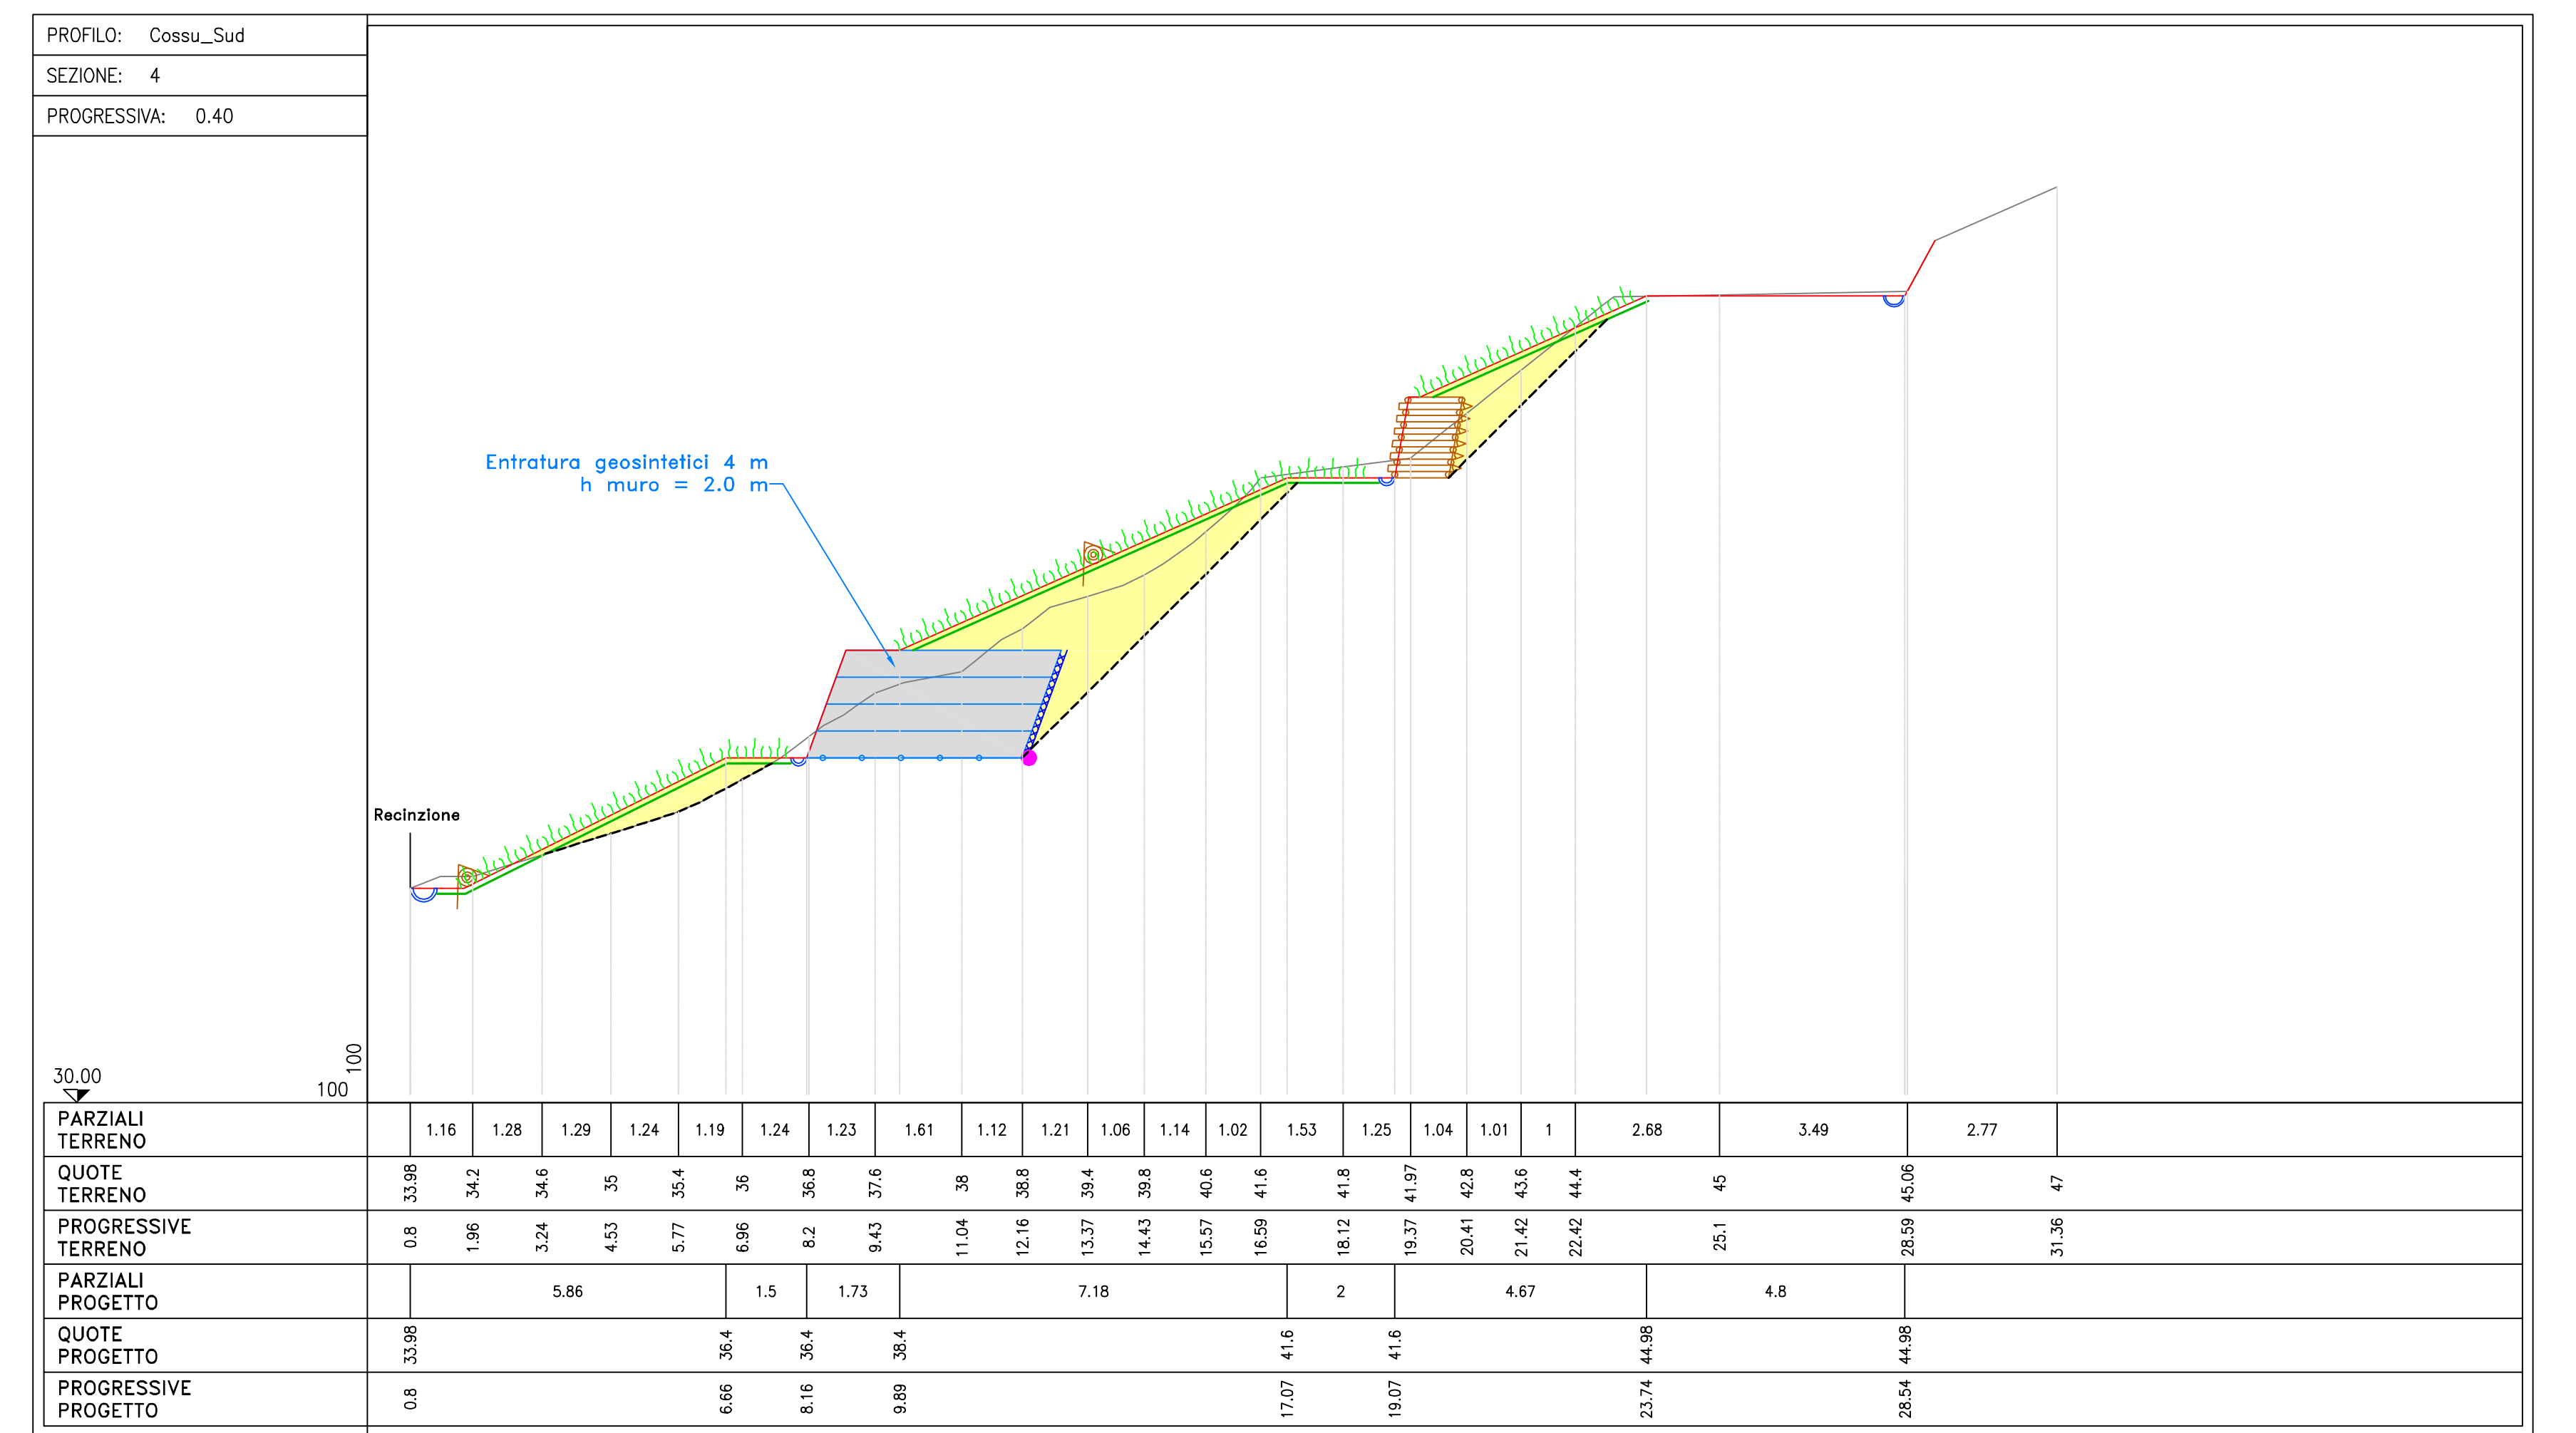 PROFILO: Cossu_Sud
SEZIONE: 4
PROGRESSIVA: 0.40
Entratura geosintetici 4 m
h muro = 2.0 m
Recinzione
30.00
100
100
PARZIALI TERRENO
1.16 1.28 1.29 1.24 1.19 1.24 1.23 1.61 1.12 1.21 1.06 1.14 1.02 1.53 1.25 1.04 1.01 1 2.68 3.49 2.77
QUOTE TERRENO
33.98 34.2 34.6 35 35.4 36 36.8 37.6 38 38.8 39.4 39.8 40.6 41.6 41.8 41.97 42.8 43.6 44.4 45 45.06 47
PROGRESSIVE TERRENO
0.8 1.96 3.24 4.53 5.77 6.96 8.2 9.43 11.04 12.16 13.37 14.43 15.57 16.59 18.12 19.37 20.41 21.42 22.42 25.1 28.59 31.36
PARZIALI PROGETTO
5.86 1.5 1.73 7.18 2 4.67 4.8
QUOTE PROGETTO
33.98 36.4 36.4 38.4 41.6 41.6 44.98 44.98
PROGRESSIVE PROGETTO
0.8 6.66 8.16 9.89 17.07 19.07 23.74 28.54